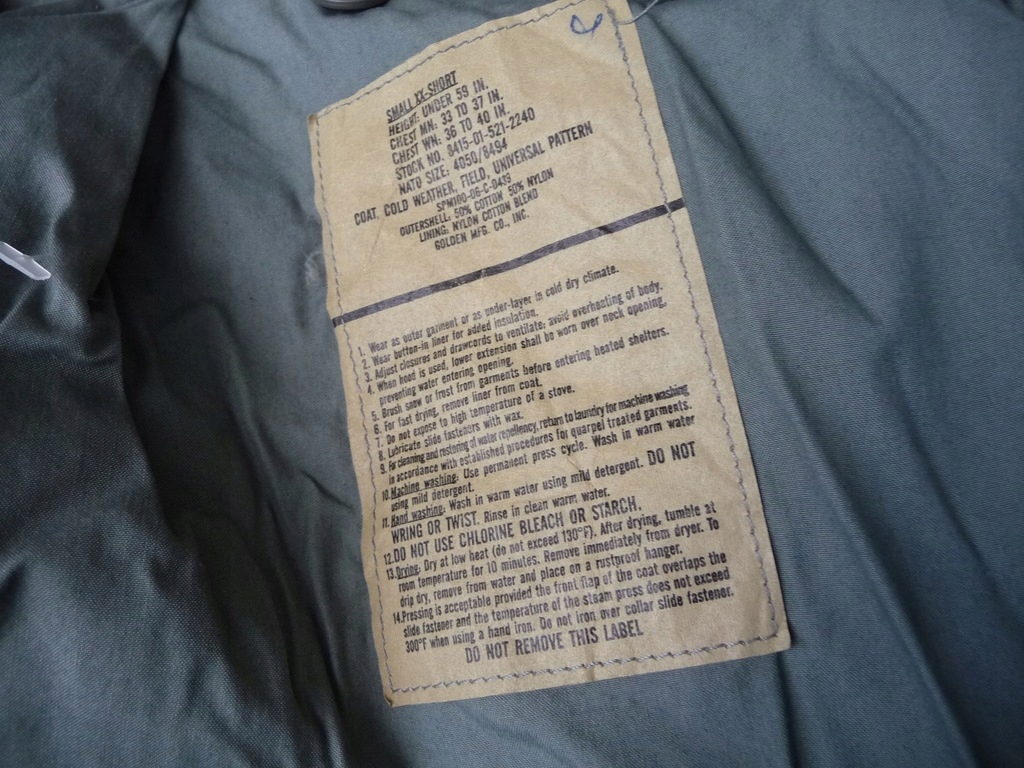 SMALL XX-SHORT
HEIGHT: UNDER 59 IN.
CHEST MN: 33 TO 37 IN.
CHEST WN: 36 TO 40 IN.
STOCK NO. 8415-01-521-2240
NATO SIZE: 4050/8494
COAT, COLD WEATHER, FIELD, UNIVERSAL PATTERN
SPM100-06-C-0439
OUTERSHELL: 50% COTTON 50% NYLON
LINING: NYLON COTTON BLEND
GOLDEN MFG. CO., INC.
1. Wear as outer garment or as under-layer in cold dry climate.
2. Wear button-in liner for added insulation.
3. Adjust closures and drawcords to ventilate; avoid overheating of body.
4. When hood is used, lower extension shall be worn over neck opening,
preventing water entering opening.
5. Brush snow or frost from garments before entering heated shelters.
6. For fast drying, remove liner from coat.
7. Do not expose to high temperature of a stove.
8. Lubricate slide fasteners with wax.
9. For cleaning and restoring of water repellency, return to laundry for machine washing
in accordance with established procedures for quarpel treated garments.
10. Machine washing: Use permanent press cycle. Wash in warm water
using mild detergent.
11. Hand washing: Wash in warm water using mild detergent. DO NOT
WRING OR TWIST. Rinse in clean warm water.
12. DO NOT USE CHLORINE BLEACH OR STARCH.
13. Drying: Dry at low heat (do not exceed 130°F). After drying, tumble at
room temperature for 10 minutes. Remove immediately from dryer. To
drip dry, remove from water and place on a rustproof hanger.
14. Pressing is acceptable provided the front flap of the coat overlaps the
slide fastener and the temperature of the steam press does not exceed
300°F when using a hand iron. Do not iron over collar slide fastener.
DO NOT REMOVE THIS LABEL